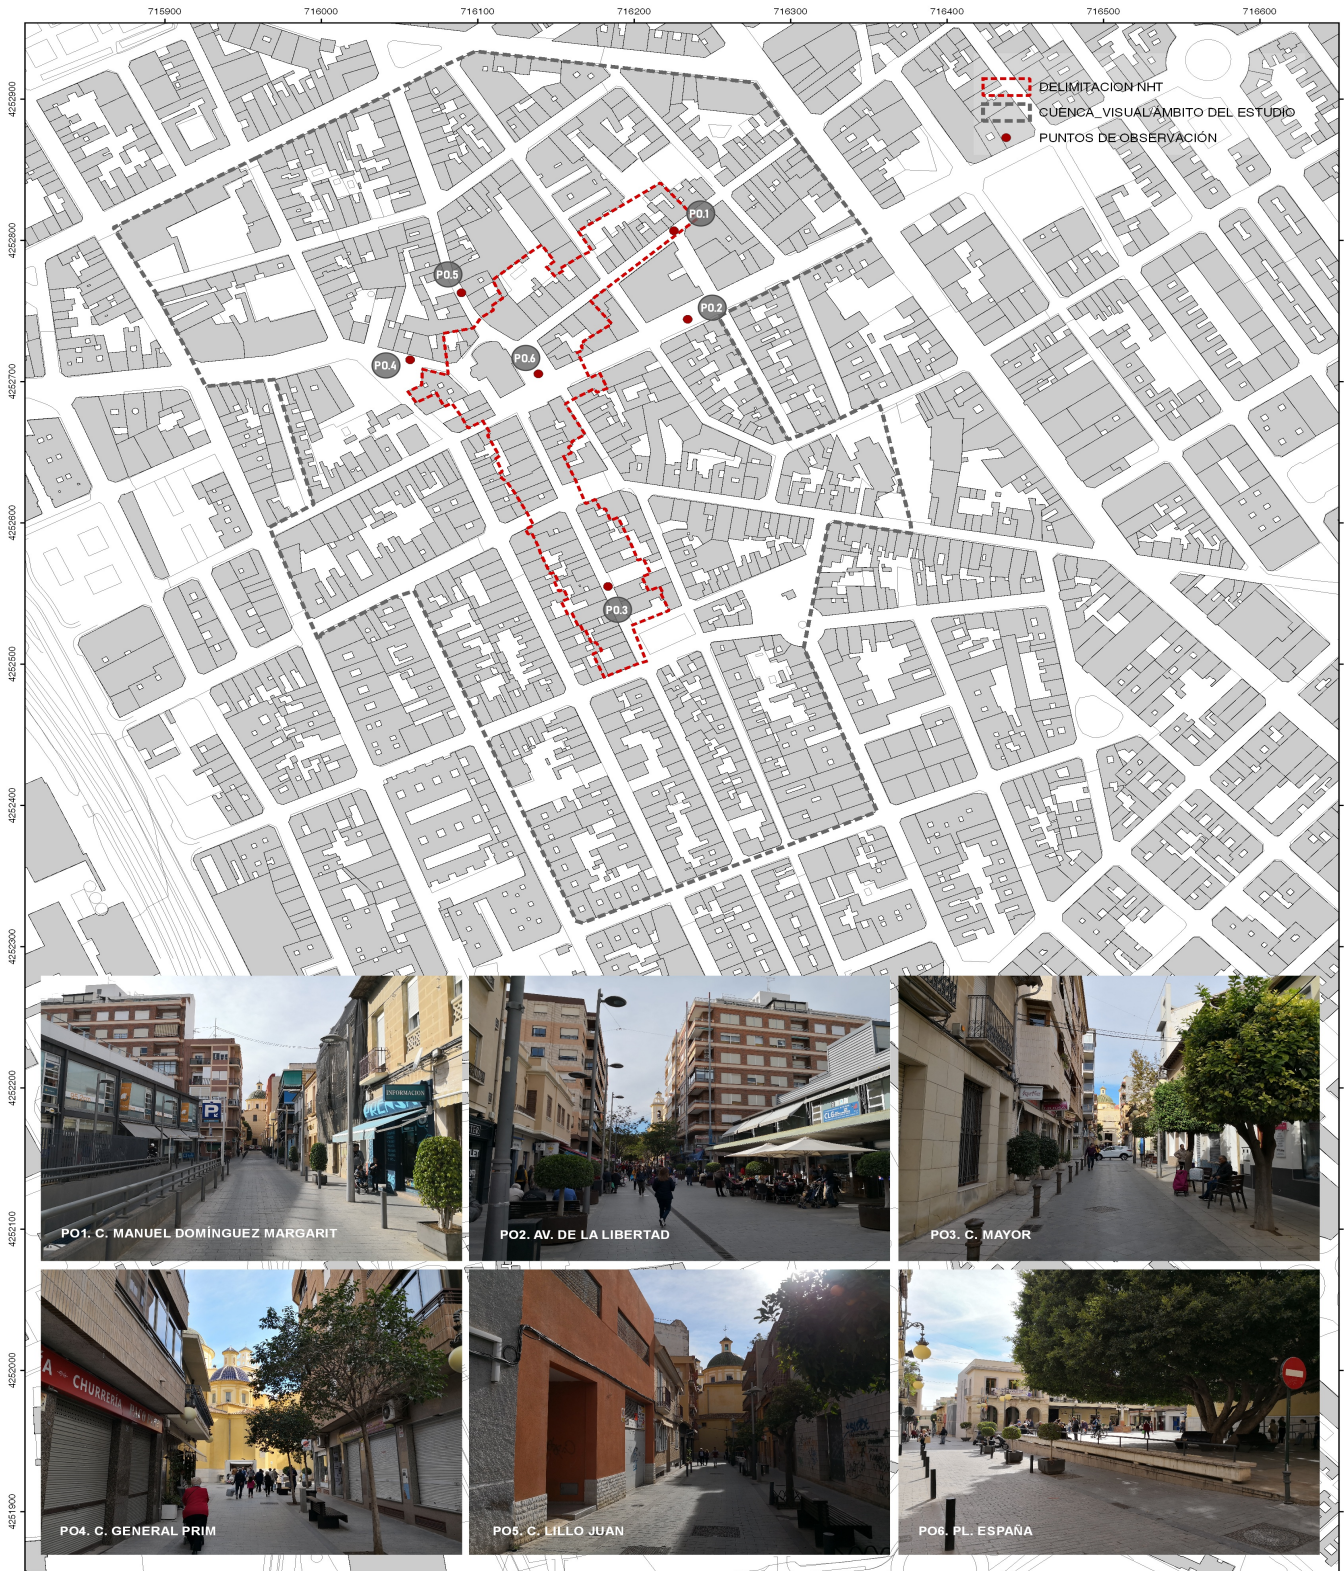 715900 716000 716100 716200 716300 716400 716500 716600
4252900
4252800
4252700
4252600
4252500
4252400
4252300
4252200
4252100
4252000
4251900
DELIMITACION NHT
CUENCA_VISUAL/ÁMBITO DEL ESTUDIO
PUNTOS DE OBSERVACIÓN
PO.1
PO.5
PO.2
PO.6
PO.4
PO.3
P
INFORMACION
PRENSA
PO1. C. MANUEL DOMÍNGUEZ MARGARIT
PO2. AV. DE LA LIBERTAD
PO3. C. MAYOR
CHURRERÍA
PO4. C. GENERAL PRIM
PO5. C. LILLO JUAN
PO6. PL. ESPAÑA